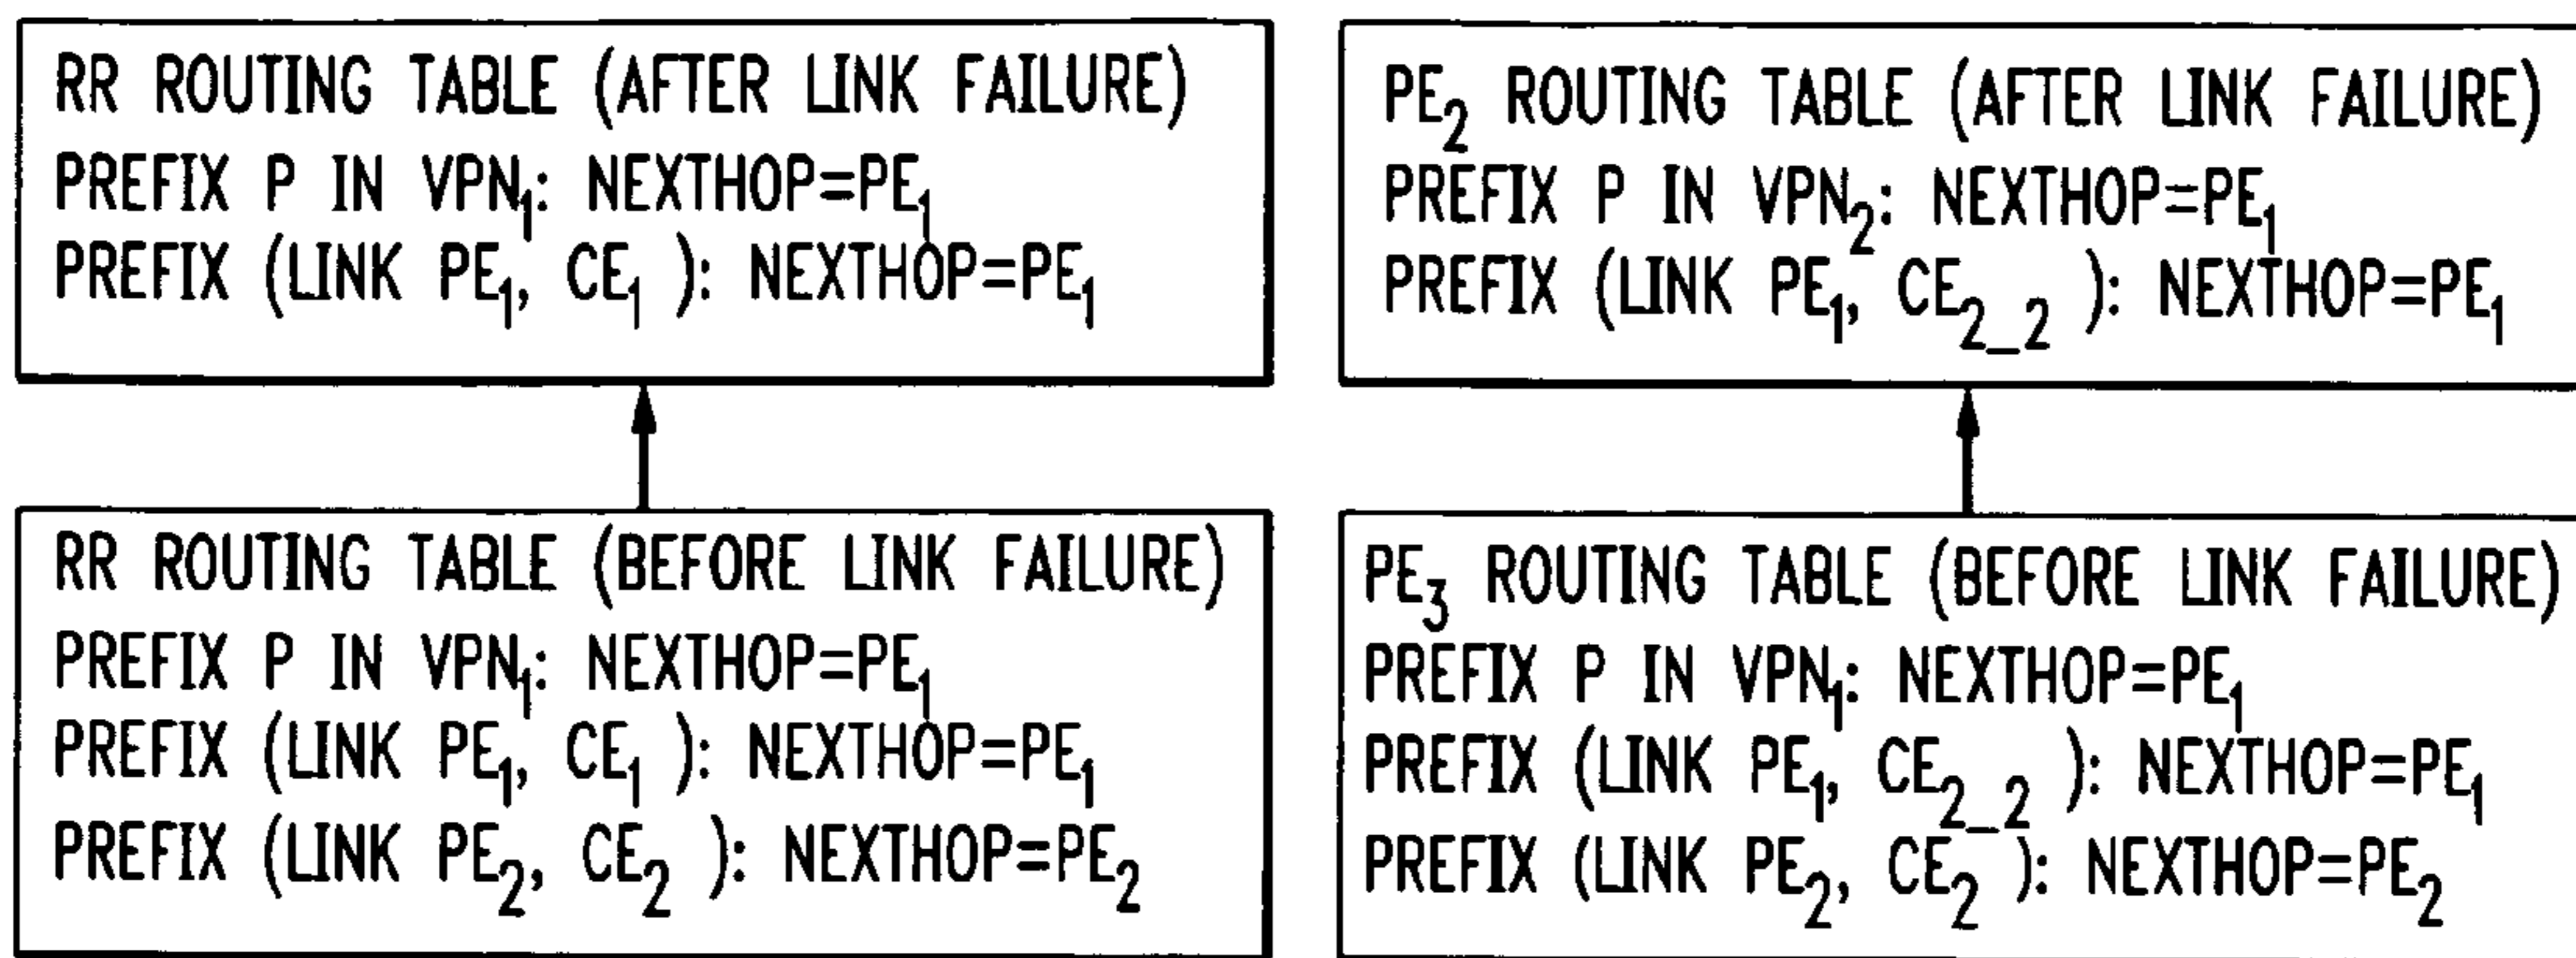 RR ROUTING TABLE (AFTER LINK FAILURE)
PREFIX P IN VPN₁: NEXTHOP=PE₁
PREFIX (LINK PE₁, CE₁ ): NEXTHOP=PE₁
PE₂ ROUTING TABLE (AFTER LINK FAILURE)
PREFIX P IN VPN₂: NEXTHOP=PE₁
PREFIX (LINK PE₁, CE₂_₂ ): NEXTHOP=PE₁
RR ROUTING TABLE (BEFORE LINK FAILURE)
PREFIX P IN VPN₁: NEXTHOP=PE₁
PREFIX (LINK PE₁, CE₁ ): NEXTHOP=PE₁
PREFIX (LINK PE₂, CE₂ ): NEXTHOP=PE₂
PE₃ ROUTING TABLE (BEFORE LINK FAILURE)
PREFIX P IN VPN₁: NEXTHOP=PE₁
PREFIX (LINK PE₁, CE₂_₂ ): NEXTHOP=PE₁
PREFIX (LINK PE₂, CE₂ ): NEXTHOP=PE₂